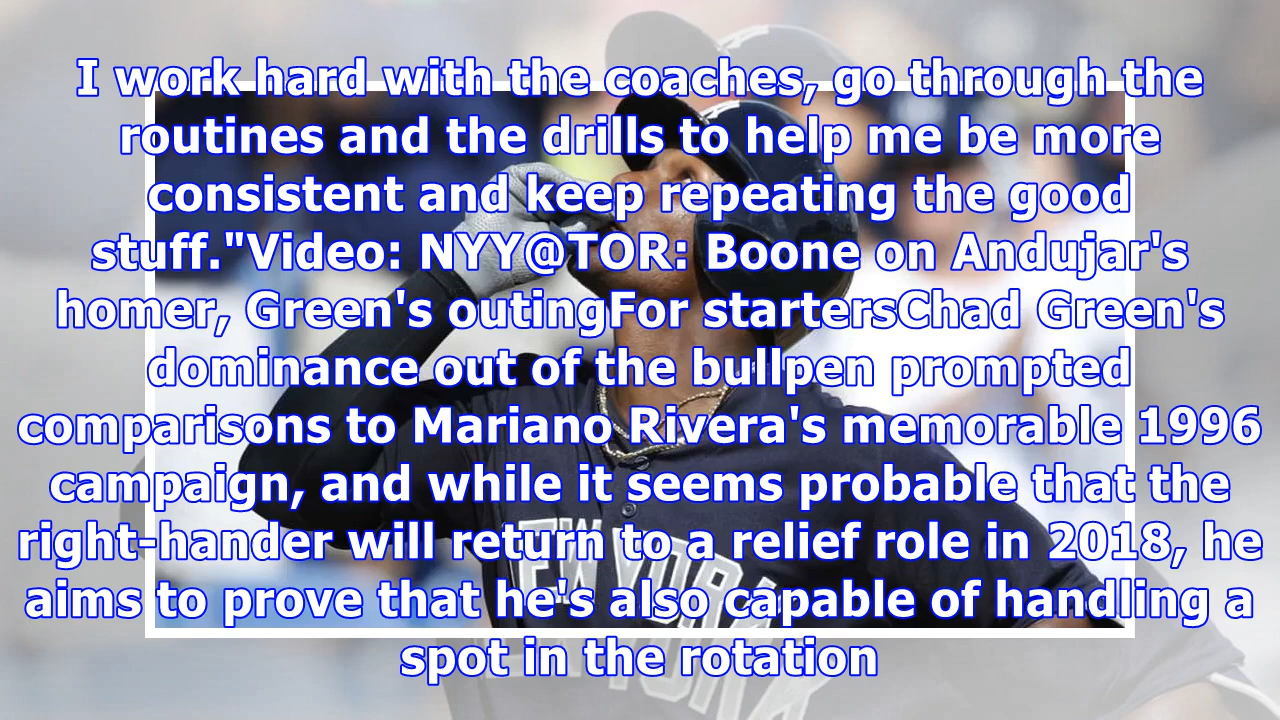 I work hard with the coaches, go through the
routines and the drills to help me be more
consistent and keep repeating the good
stuff."Video: NYY@TOR: Boone on Andujar's
homer, Green's outingFor startersChad Green's
dominance out of the bullpen prompted
comparisons to Mariano Rivera's memorable 1996
campaign, and while it seems probable that the
right-hander will return to a relief role in 2018, he
aims to prove that he's also capable of handling a
spot in the rotation
NEW YORK